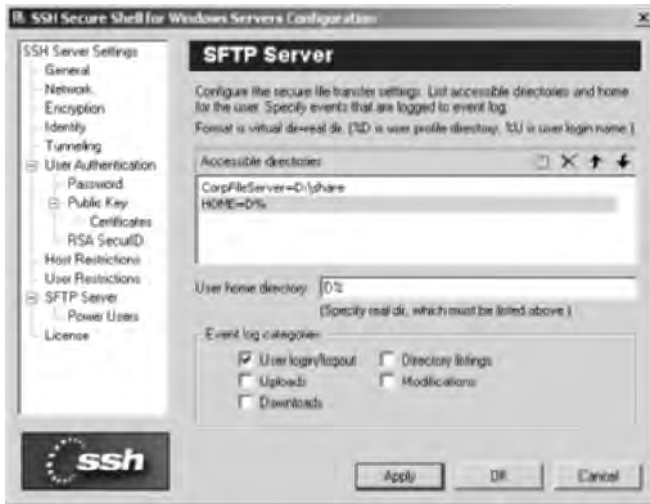 SSH Secure Shell for Windows Servers Configuration
SSH Server Settings
General
Network
Encryption
Identity
Tunneling
User Authentication
Password
Public Key
Certificates
RSA SecurID
Host Restrictions
User Restrictions
SFTP Server
Power Users
License
SFTP Server
Configure the secure file transfer settings. List accessible directories and home
for the user. Specify events that are logged to event log.
Format is virtual dir=real dir. (%D is user profile directory, %U is user login name.)
Accessible directories
CorpFileServer=D:\share
HOME=D%
User home directory
D%
(Specify real dir, which must be listed above.)
Event log categories
User login/logout
Directory listings
Uploads
Modifications
Downloads
ssh
Apply
OK
Cancel